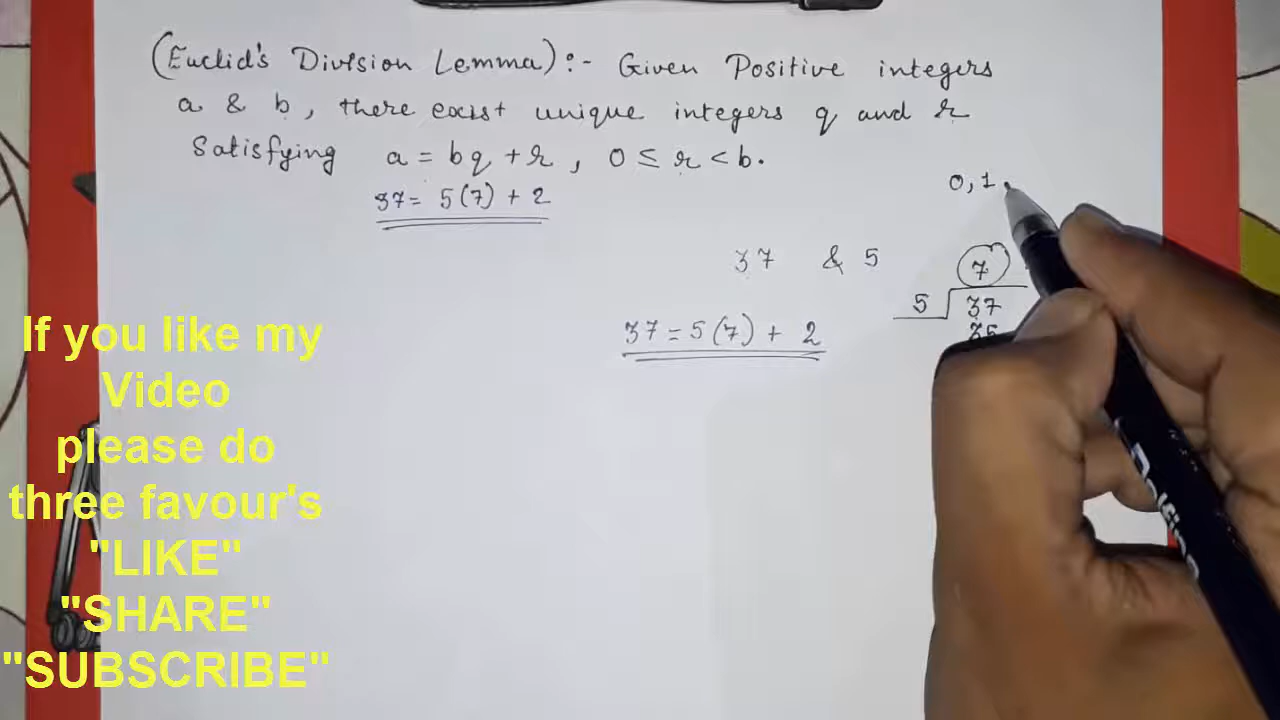 (Euclid's Division Lemma):- Given Positive integers
a & b, there exist unique integers q and r
Satisfying a = bq + r, 0 ≤ r < b.
37 = 5(7) + 2
0, 1
37 & 5
7
5 37
35
37 = 5(7) + 2
If you like my
Video
please do
three favour's
"LIKE"
"SHARE"
"SUBSCRIBE"